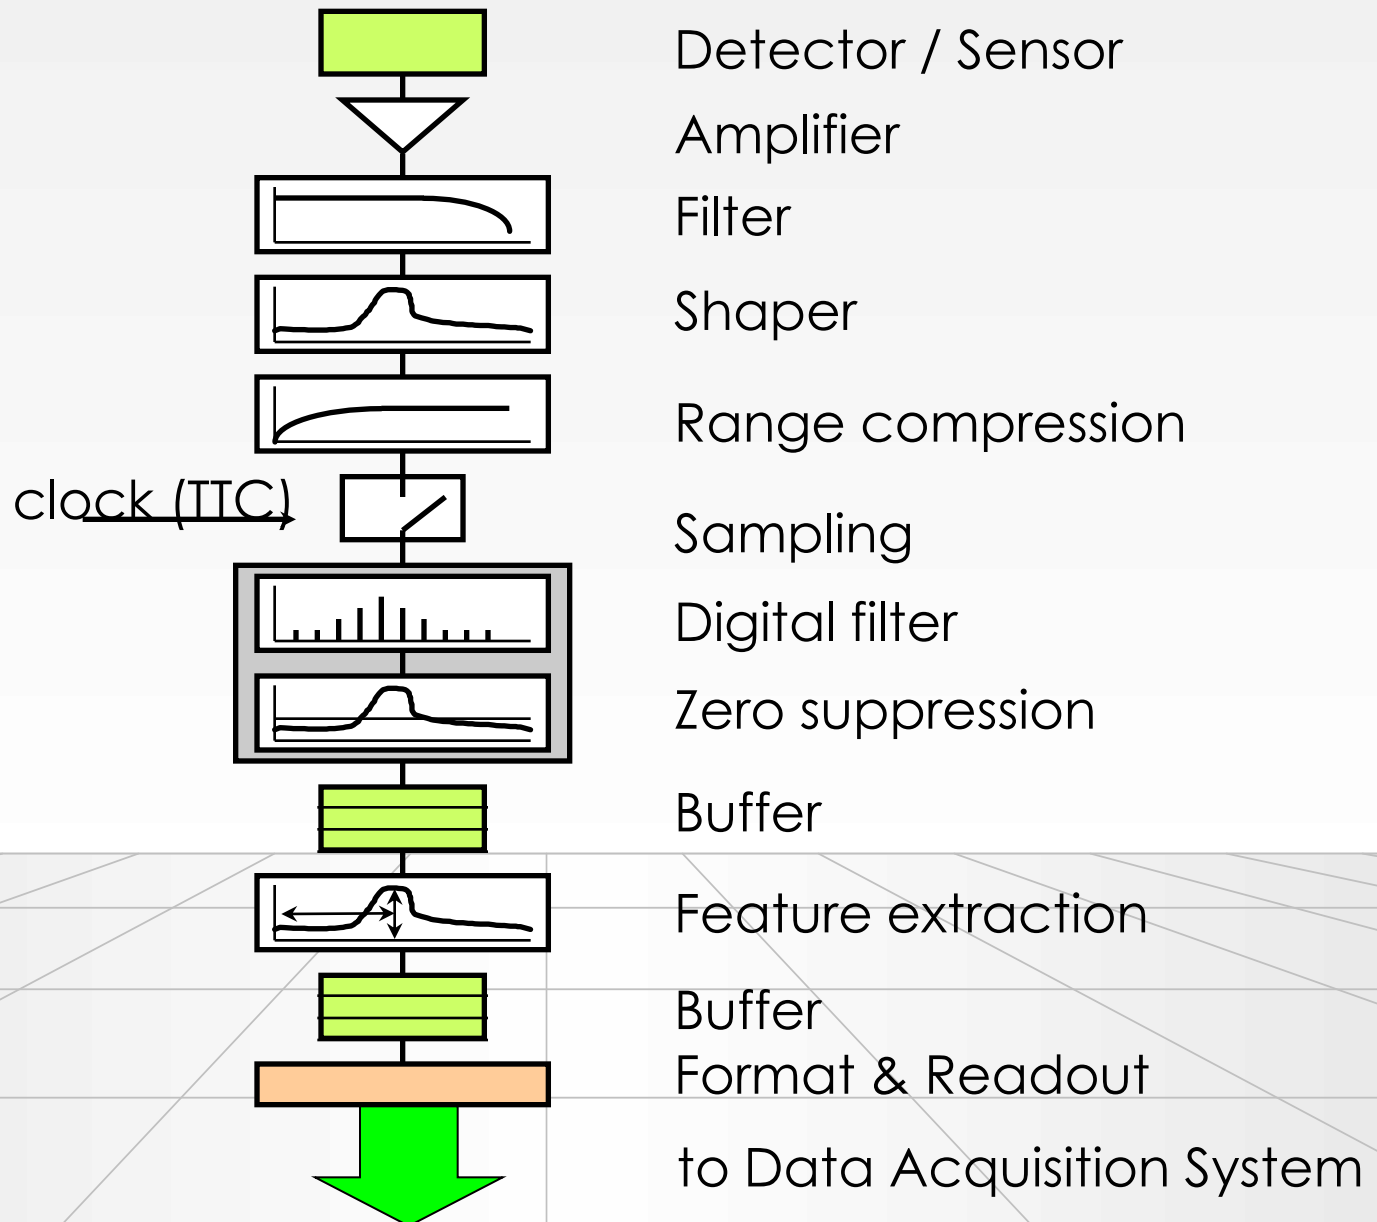 Detector / Sensor
Amplifier
Filter
Shaper
Range compression
clock (TTC)
Sampling
Digital filter
Zero suppression
Buffer
Feature extraction
Buffer
Format & Readout
to Data Acquisition System